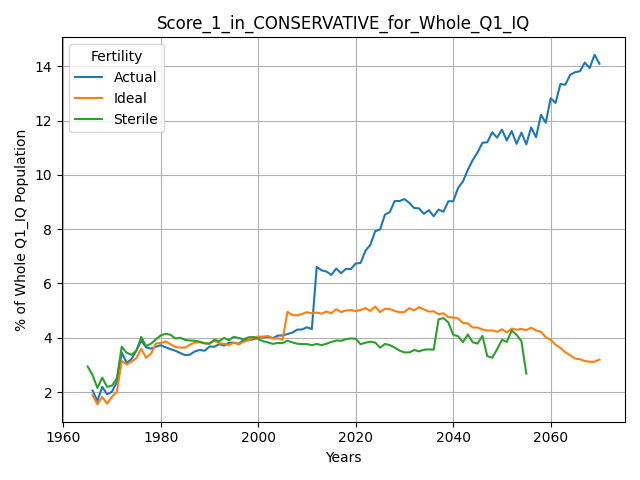 Score_1_in_CONSERVATIVE_for_Whole_Q1_IQ
Fertility
Actual
Ideal
Sterile
% of Whole Q1_IQ Population
14
12
10
8
6
4
2
1960
1980
2000
2020
2040
2060
Years